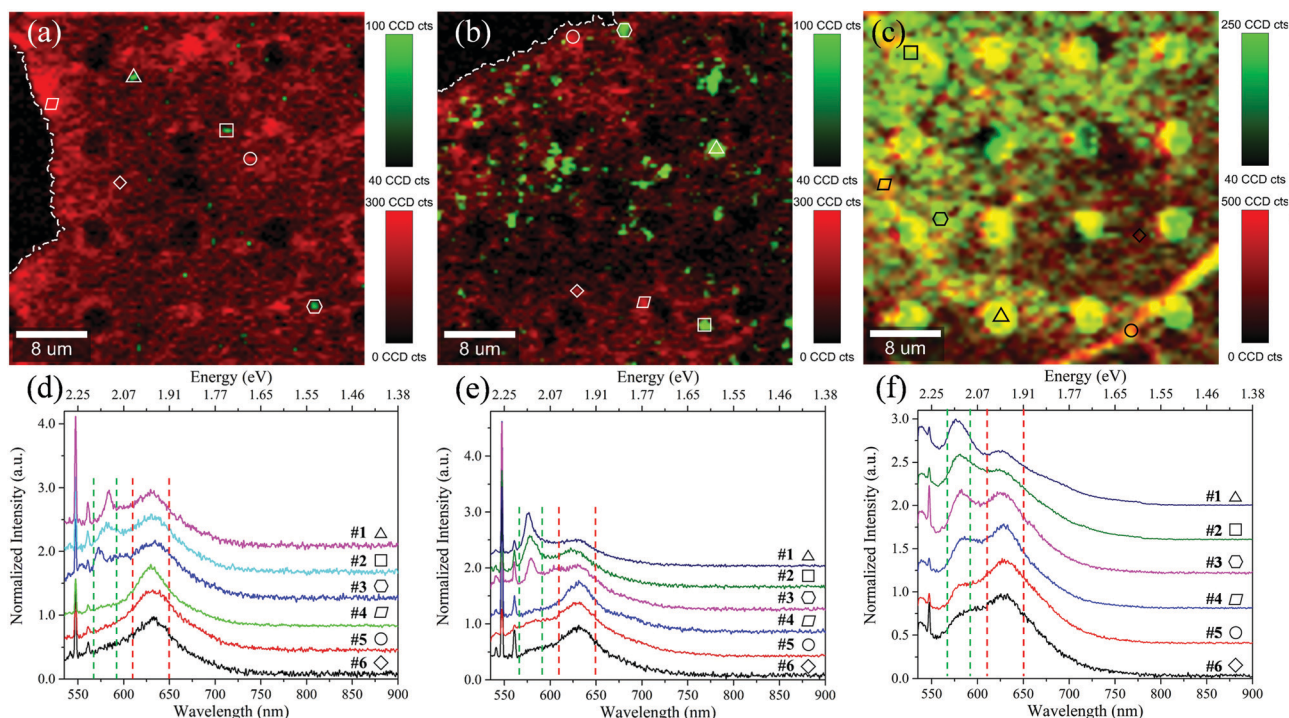 (a)
100 CCD cts
40 CCD cts
300 CCD cts
0 CCD cts
8 um
(b)
100 CCD cts
40 CCD cts
300 CCD cts
0 CCD cts
8 um
(c)
250 CCD cts
40 CCD cts
500 CCD cts
0 CCD cts
8 um
(d)
Energy (eV)
2.25 2.07 1.91 1.77 1.65 1.55 1.46 1.38
Normalized Intensity (a.u.)
4.0
3.0
2.0
1.0
0.0
#1
#2
#3
#4
#5
#6
550 600 650 700 750 800 850 900
Wavelength (nm)
(e)
Energy (eV)
2.25 2.07 1.91 1.77 1.65 1.55 1.46 1.38
Normalized Intensity (a.u.)
4.0
3.0
2.0
1.0
0.0
#1
#2
#3
#4
#5
#6
550 600 650 700 750 800 850 900
Wavelength (nm)
(f)
Energy (eV)
2.25 2.07 1.91 1.77 1.65 1.55 1.46 1.38
Normalized Intensity (a.u.)
3.0
2.5
2.0
1.5
1.0
0.5
0.0
#1
#2
#3
#4
#5
#6
550 600 650 700 750 800 850 900
Wavelength (nm)